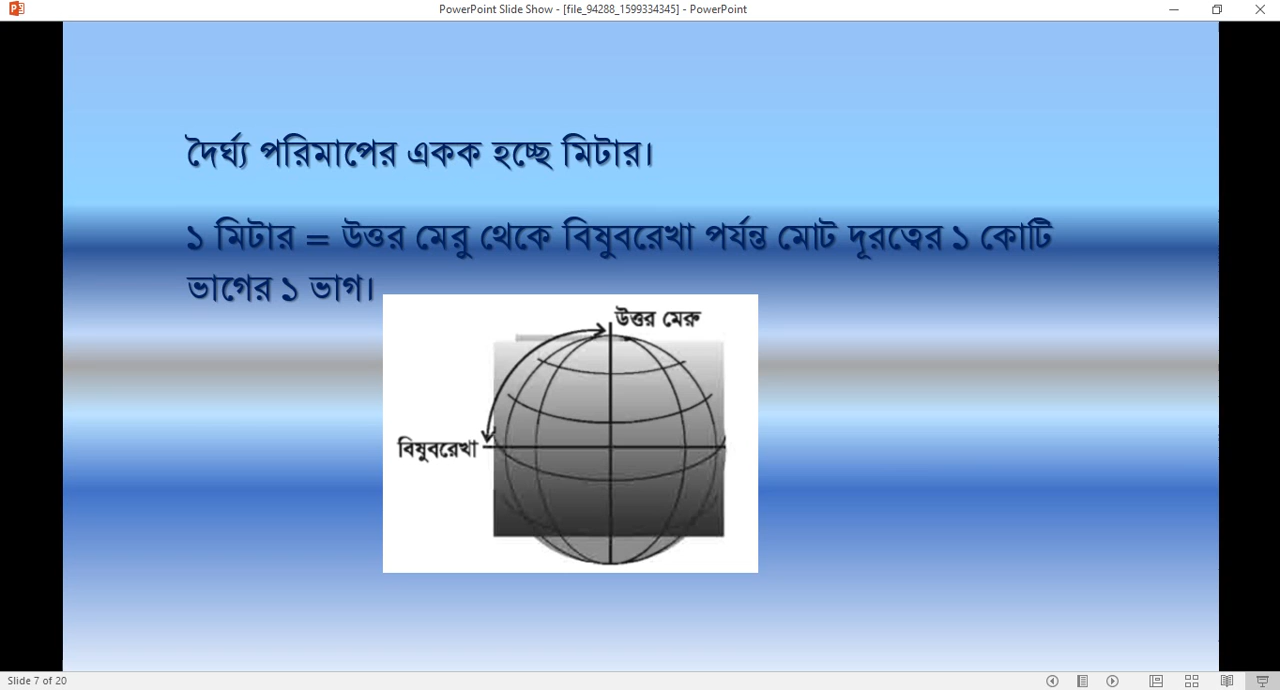 PowerPoint Slide Show - [file_94288_1599334345] - PowerPoint
দৈর্ঘ্য পরিমাপের একক হচ্ছে মিটার।
১ মিটার = উত্তর মেরু থেকে বিষুবরেখা পর্যন্ত মোট দূরত্বের ১ কোটি
ভাগের ১ ভাগ।
উত্তর মেরু
বিষুবরেখা
Slide 7 of 20